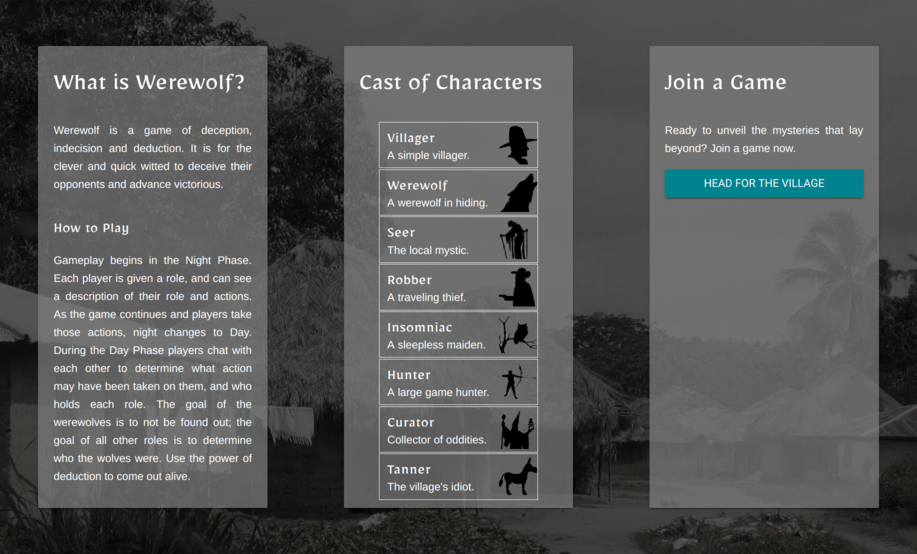 What is Werewolf?
Werewolf is a game of deception,
indecision and deduction. It is for the
clever and quick witted to deceive their
opponents and advance victorious.
How to Play
Gameplay begins in the Night Phase.
Each player is given a role, and can see
a description of their role and actions.
As the game continues and players take
those actions, night changes to Day.
During the Day Phase players chat with
each other to determine what action
may have been taken on them, and who
holds each role. The goal of the
werewolves is to not be found out; the
goal of all other roles is to determine
who the wolves were. Use the power of
deduction to come out alive.
Cast of Characters
Villager
A simple villager.
Werewolf
A werewolf in hiding.
Seer
The local mystic.
Robber
A traveling thief.
Insomniac
A sleepless maiden.
Hunter
A large game hunter.
Curator
Collector of oddities.
Tanner
The village's idiot.
Join a Game
Ready to unveil the mysteries that lay
beyond? Join a game now.
HEAD FOR THE VILLAGE